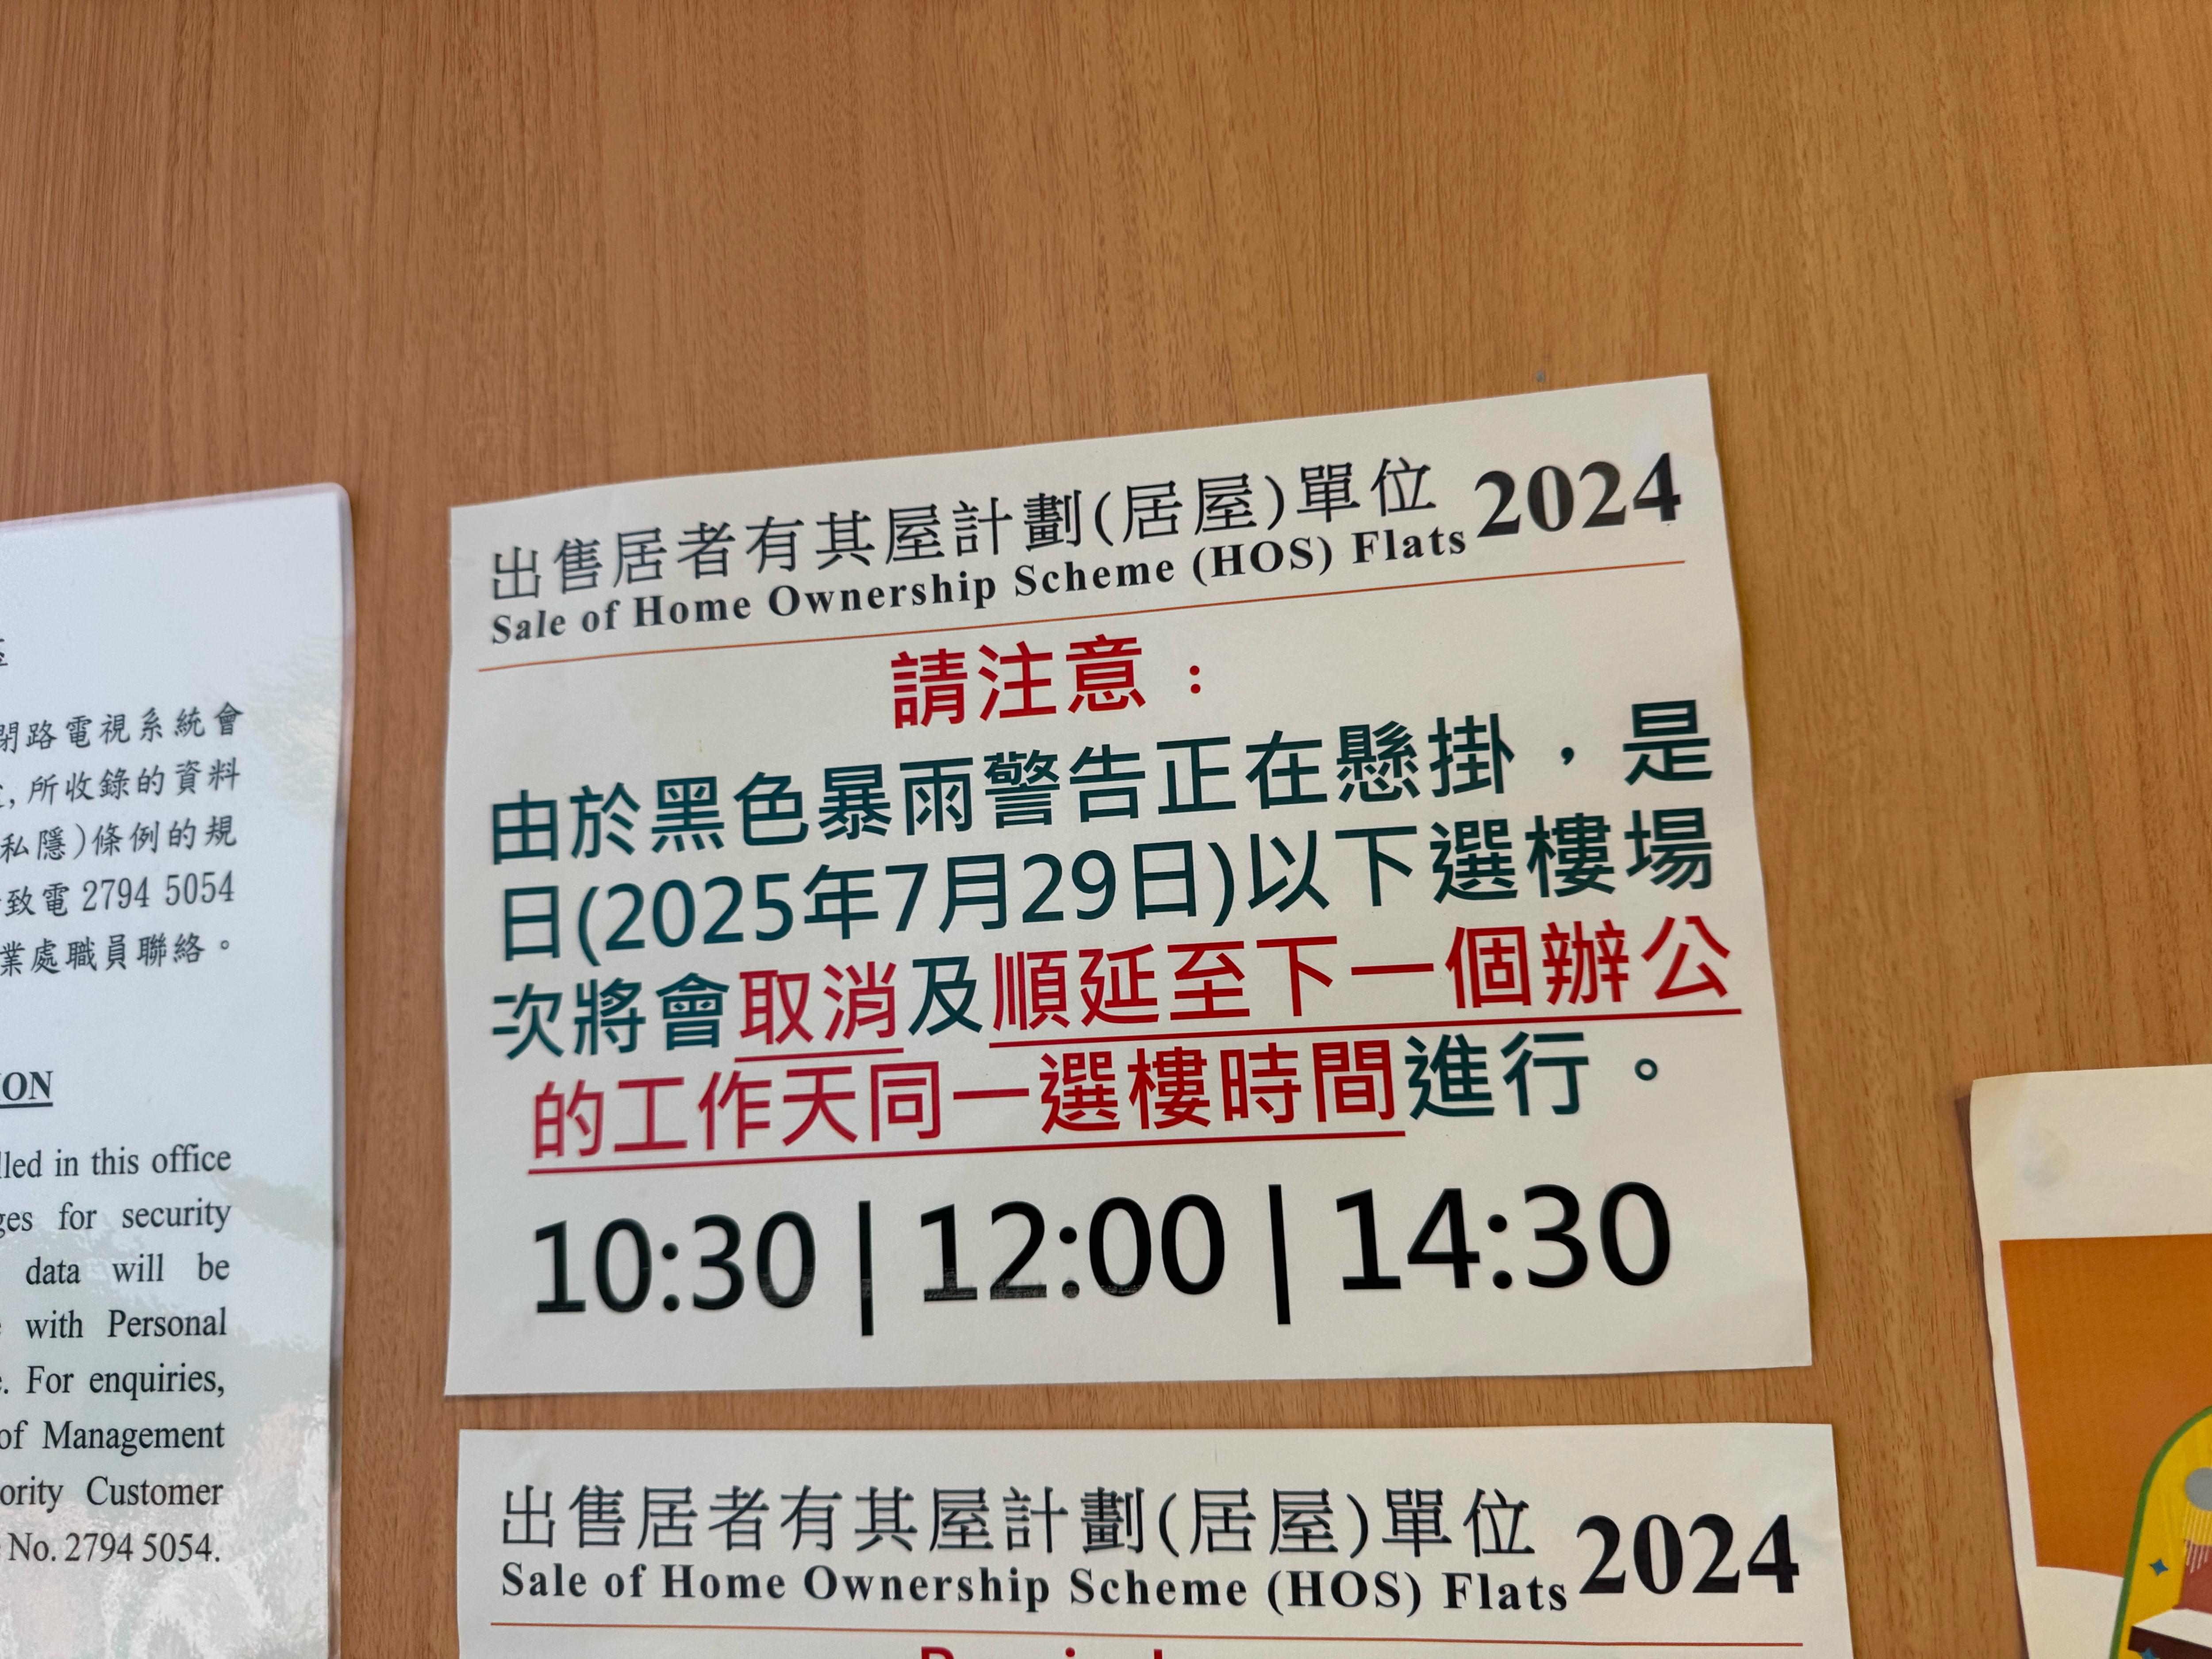 閉路電視系統會
所收錄的資料
私隱)條例的規
致電 2794 5054
業處職員聯絡。
ION
lled in this office
ges for security
data will be
with Personal
e. For enquiries,
of Management
ority Customer
No. 2794 5054.
出售居者有其屋計劃(居屋)單位 2024
Sale of Home Ownership Scheme (HOS) Flats
請注意：
由於黑色暴雨警告正在懸掛，是
日(2025年7月29日)以下選樓場
次將會取消及順延至下一個辦公
的工作天同一選樓時間進行。
10:30 | 12:00 | 14:30
出售居者有其屋計劃(居屋)單位 2024
Sale of Home Ownership Scheme (HOS) Flats